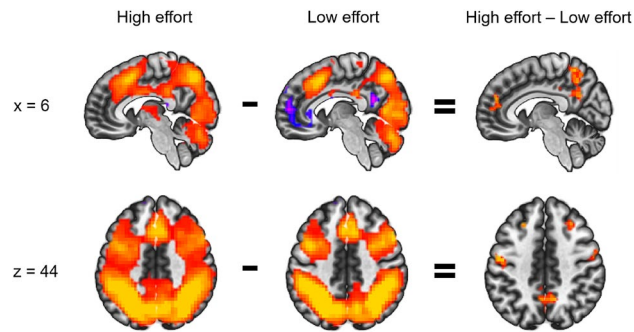 High effort Low effort High effort – Low effort
x = 6 - =
z = 44 - =